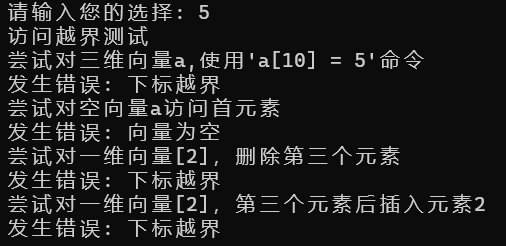 请输入您的选择: 5
访问越界测试
尝试对三维向量a,使用'a[10] = 5'命令
发生错误: 下标越界
尝试对空向量a访问首元素
发生错误: 向量为空
尝试对一维向量[2], 删除第三个元素
发生错误: 下标越界
尝试对一维向量[2], 第三个元素后插入元素2
发生错误: 下标越界